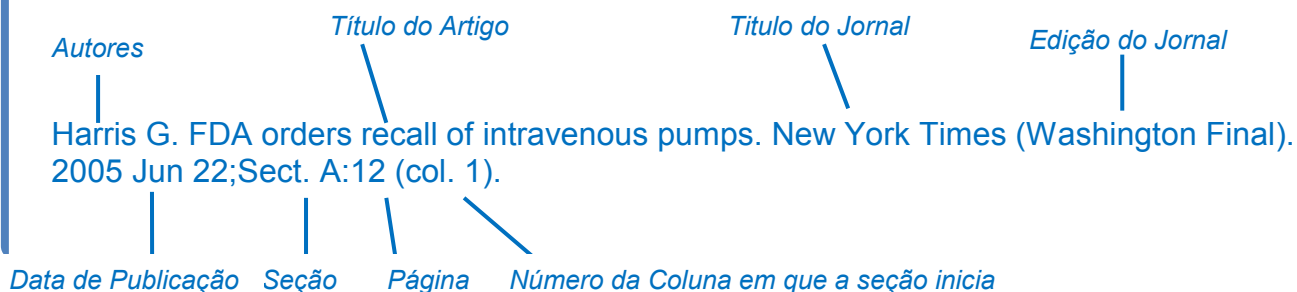 Autores Título do Artigo Titulo do Jornal Edição do Jornal
Harris G. FDA orders recall of intravenous pumps. New York Times (Washington Final).
2005 Jun 22;Sect. A:12 (col. 1).
Data de Publicação Seção Página Número da Coluna em que a seção inicia